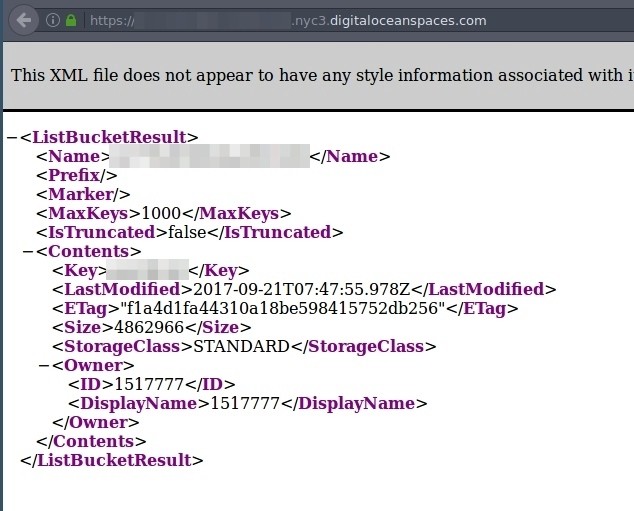 https://.nyc3.digitaloceanspaces.com
This XML file does not appear to have any style information associated with
−<ListBucketResult>
<Name></Name>
<Prefix/>
<Marker/>
<MaxKeys>1000</MaxKeys>
<IsTruncated>false</IsTruncated>
−<Contents>
<Key></Key>
<LastModified>2017-09-21T07:47:55.978Z</LastModified>
<ETag>"f1a4d1fa44310a18be598415752db256"</ETag>
<Size>4862966</Size>
<StorageClass>STANDARD</StorageClass>
−<Owner>
<ID>1517777</ID>
<DisplayName>1517777</DisplayName>
</Owner>
</Contents>
</ListBucketResult>